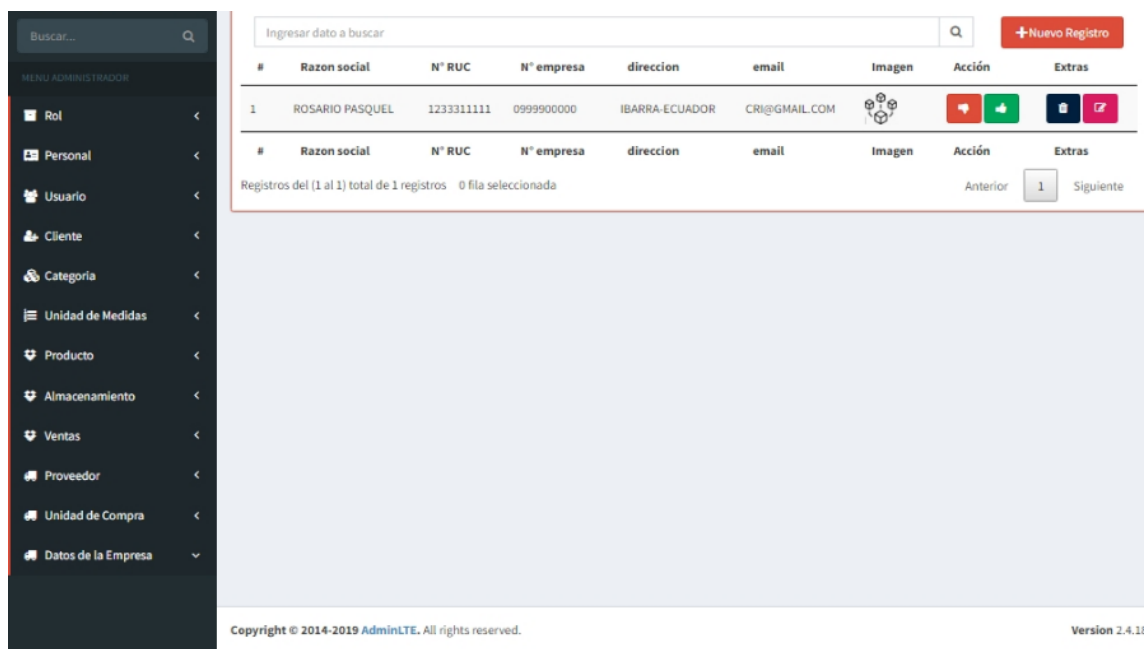 Buscar...
MENU ADMINISTRADOR
Rol
Personal
Usuario
Cliente
Categoria
Unidad de Medidas
Producto
Almacenamiento
Ventas
Proveedor
Unidad de Compra
Datos de la Empresa
Ingresar dato a buscar
+Nuevo Registro
# Razon social N° RUC N° empresa direccion email Imagen Acción Extras
1 ROSARIO PASQUEL 1233311111 0999900000 IBARRA-ECUADOR CRI@GMAIL.COM
# Razon social N° RUC N° empresa direccion email Imagen Acción Extras
Registros del (1 al 1) total de 1 registros 0 fila seleccionada Anterior 1 Siguiente
Copyright © 2014-2019 AdminLTE. All rights reserved. Version 2.4.18